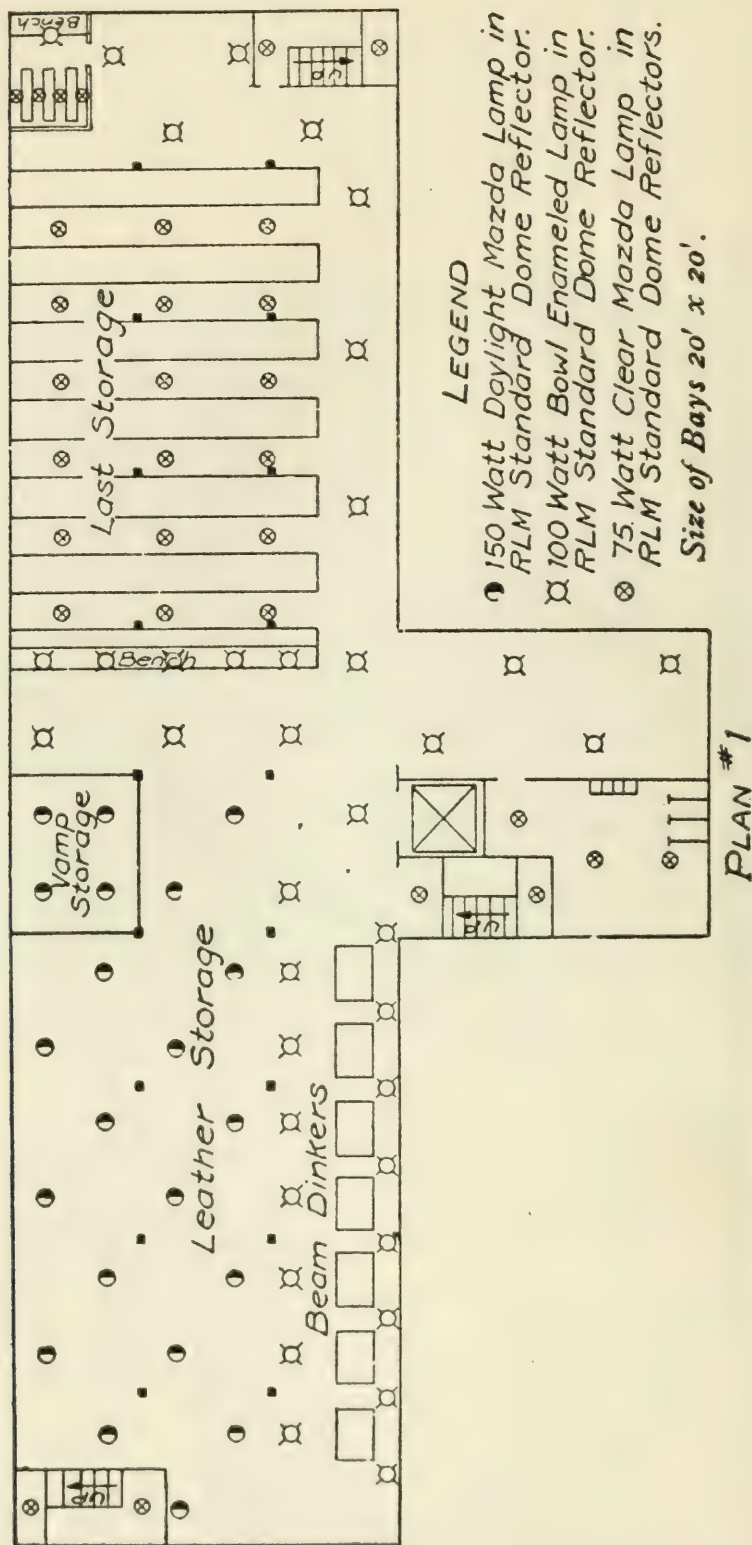 Bench
UP
Last Storage
Bench
Vamp
Storage
Leather Storage
Beam Dinkers
UP
UP
LEGEND
150 Watt Daylight Mazda Lamp in
RLM Standard Dome Reflector.
100 Watt Bowl Enameled Lamp in
RLM Standard Dome Reflector.
75 Watt Clear Mazda Lamp in
RLM Standard Dome Reflectors.
Size of Bays 20' x 20'.
PLAN #1